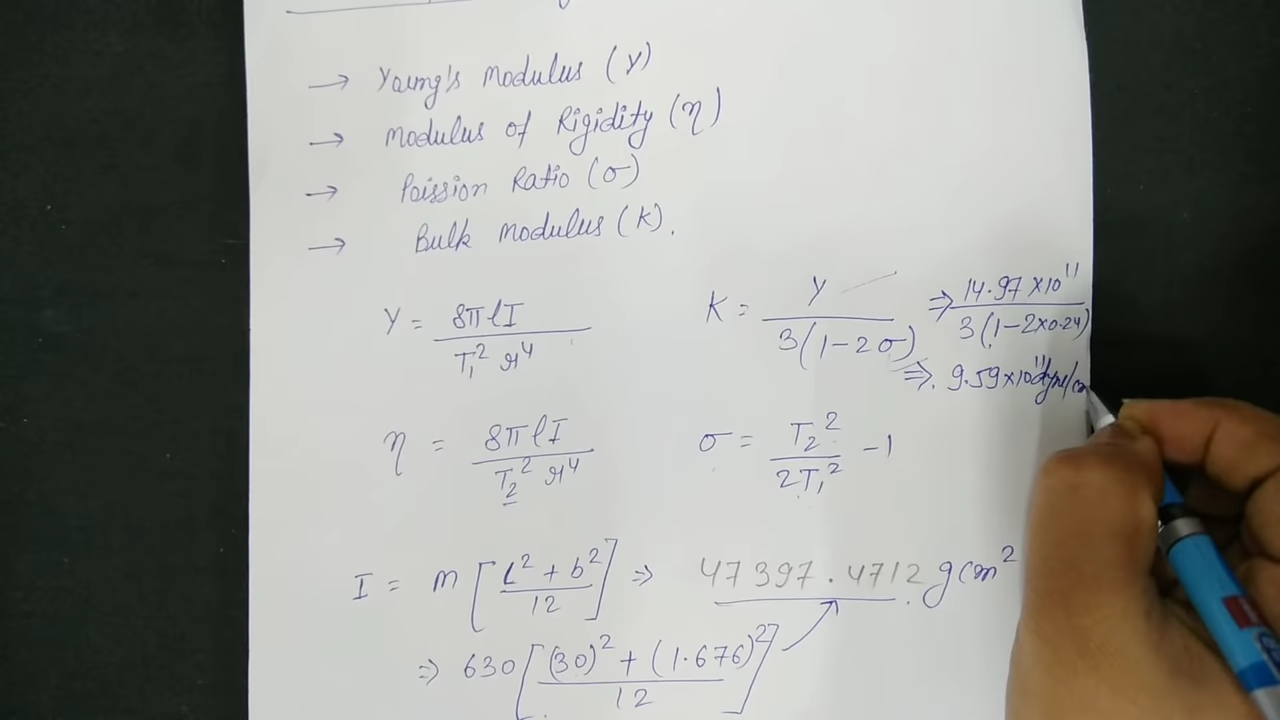 → Young's Modulus (Y)
→ Modulus of Rigidity (η)
→ Poission Ratio (σ)
→ Bulk Modulus (K).
Y = 8πlI / T₁² r⁴
K = Y / 3(1-2σ) ⇒ 14.97×10¹¹ / 3(1-2×0.24)
⇒ 9.59×10¹¹ dyne/cm
η = 8πlI / T₂² r⁴
σ = T₂² / 2T₁² - 1
I = m [L² + b² / 12] ⇒ 47397.4712 gcm²
⇒ 630 [(30)² + (1.676)² / 12]